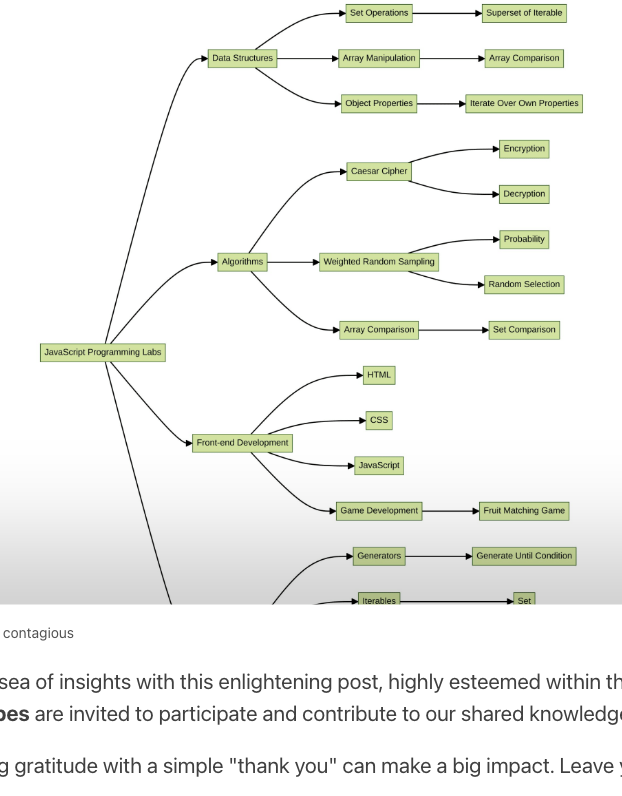 Set Operations
Superset of Iterable
Data Structures
Array Manipulation
Array Comparison
Object Properties
Iterate Over Own Properties
Encryption
Caesar Cipher
Decryption
Probability
Algorithms
Weighted Random Sampling
Random Selection
Array Comparison
Set Comparison
JavaScript Programming Labs
HTML
CSS
Front-end Development
JavaScript
Game Development
Fruit Matching Game
Generators
Generate Until Condition
Iterables
Set
contagious
sea of insights with this enlightening post, highly esteemed within th
pes are invited to participate and contribute to our shared knowledge
g gratitude with a simple "thank you" can make a big impact. Leave y